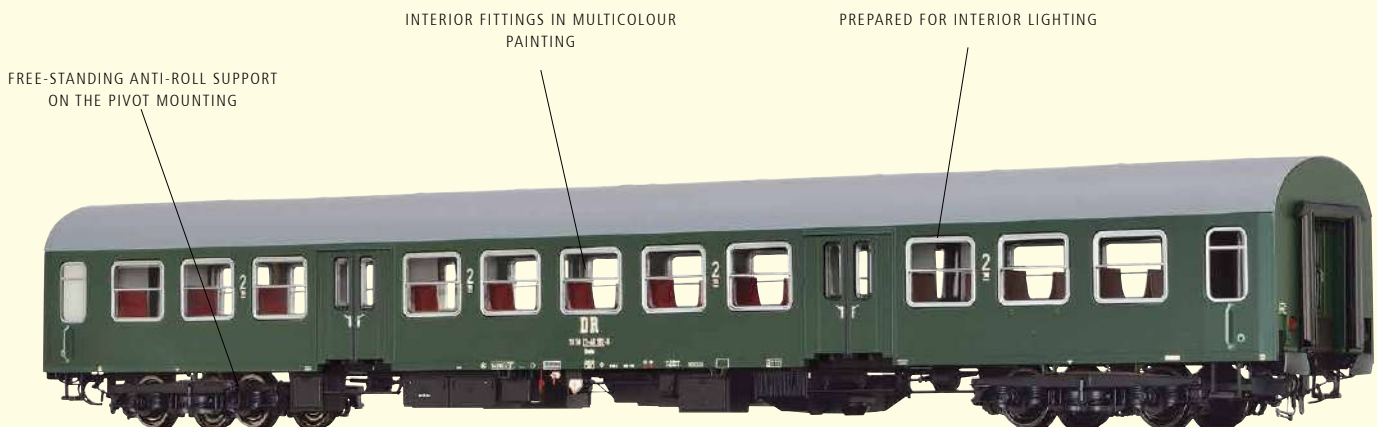 INTERIOR FITTINGS IN MULTICOLOUR
PAINTING
PREPARED FOR INTERIOR LIGHTING
FREE-STANDING ANTI-ROLL SUPPORT
ON THE PIVOT MOUNTING
2
2
2
2
DR